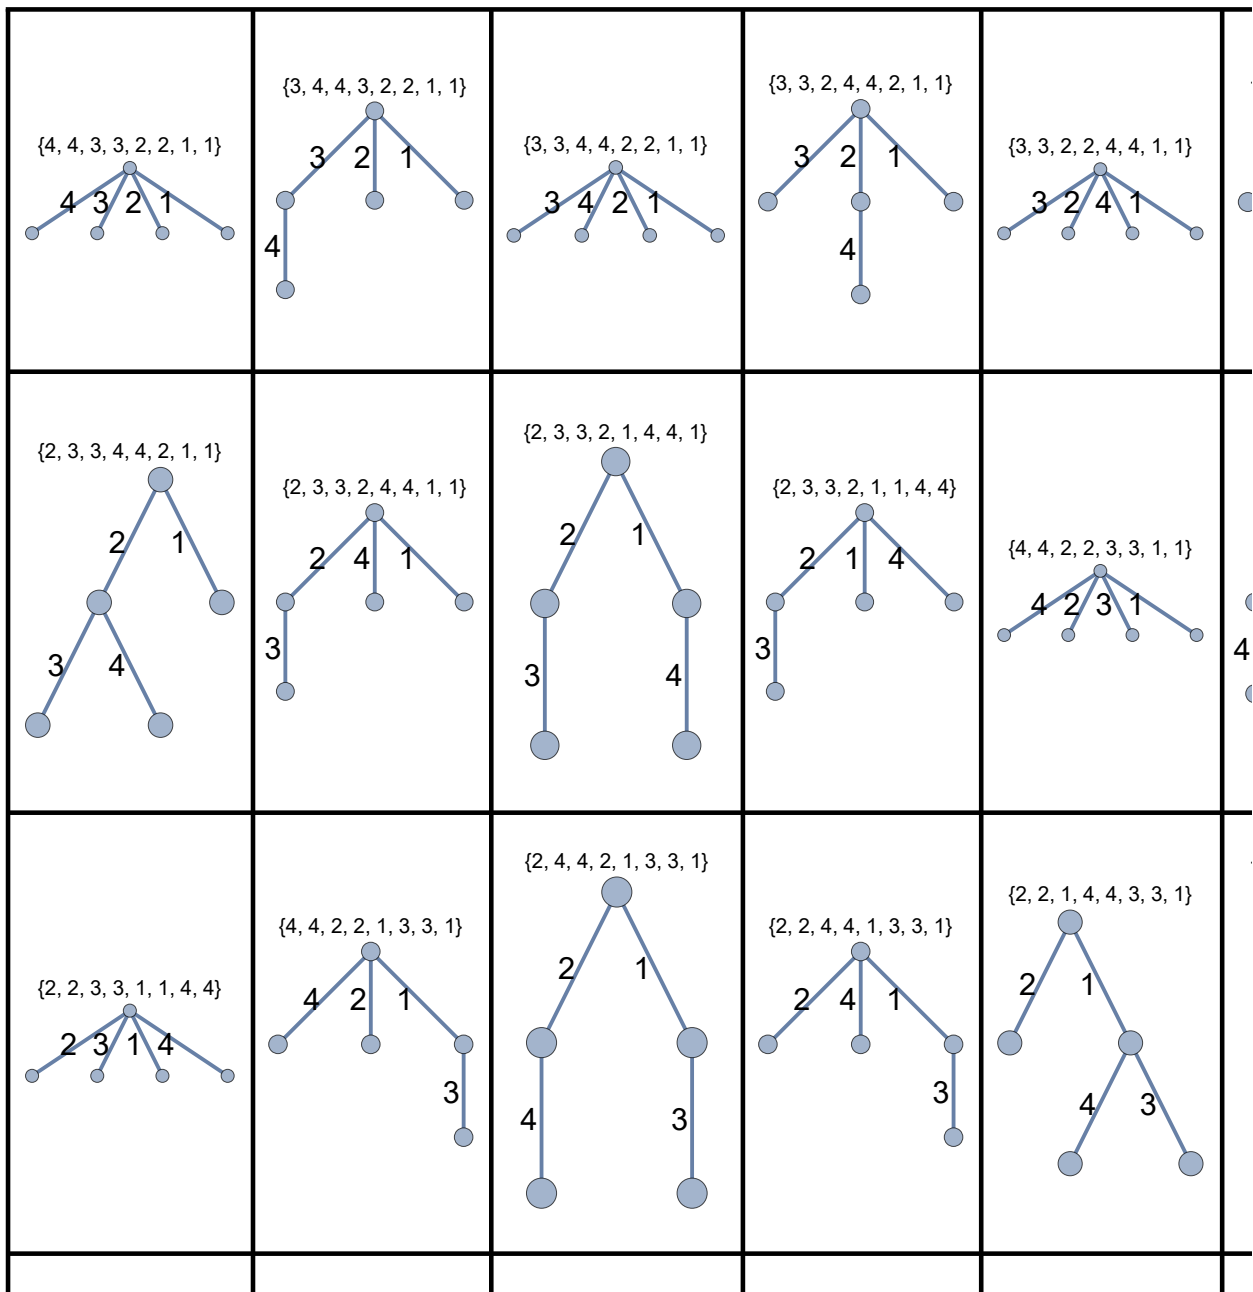 {4, 4, 3, 3, 2, 2, 1, 1}
4 3 2 1
{3, 4, 4, 3, 2, 2, 1, 1}
3 2 1
4
{3, 3, 4, 4, 2, 2, 1, 1}
3 4 2 1
{3, 3, 2, 4, 4, 2, 1, 1}
3 2 1
4
{3, 3, 2, 2, 4, 4, 1, 1}
3 2 4 1
{2, 3, 3, 4, 4, 2, 1, 1}
2 1
3 4
{2, 3, 3, 2, 4, 4, 1, 1}
2 4 1
3
{2, 3, 3, 2, 1, 4, 4, 1}
2 1
3 4
{2, 3, 3, 2, 1, 1, 4, 4}
2 1 4
3
{4, 4, 2, 2, 3, 3, 1, 1}
4 2 3 1
4
{2, 2, 3, 3, 1, 1, 4, 4}
2 3 1 4
{4, 4, 2, 2, 1, 3, 3, 1}
4 2 1
3
{2, 4, 4, 2, 1, 3, 3, 1}
2 1
4 3
{2, 2, 4, 4, 1, 3, 3, 1}
2 4 1
3
{2, 2, 1, 4, 4, 3, 3, 1}
2 1
4 3